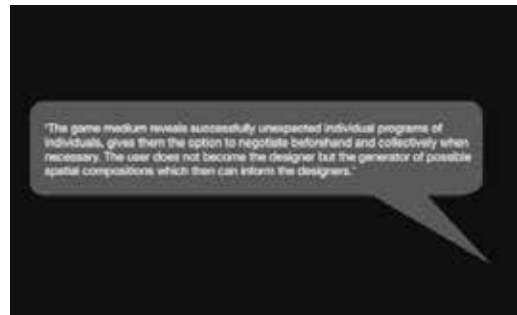 "The game medium reveals successfully unexpected individual programs of
individuals, gives them the option to negotiate beforehand and collectively when
necessary. The user does not become the designer but the generator of possible
spatial compositions which then can inform the designers."